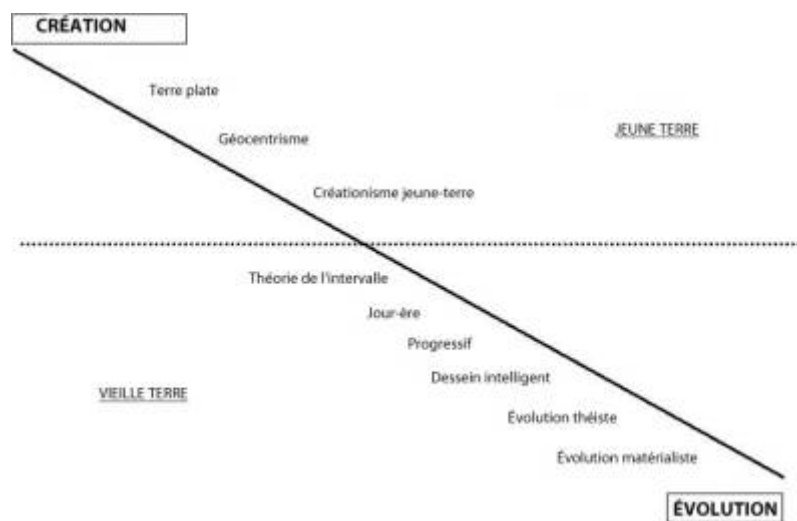 CRÉATION
Terre plate
JEUNE TERRE
Géocentrisme
Créationisme jeune-terre
Théorie de l'intervalle
Jour-ère
Progressif
Dessein intelligent
VIEILLE TERRE
Évolution théiste
Évolution matérialiste
ÉVOLUTION